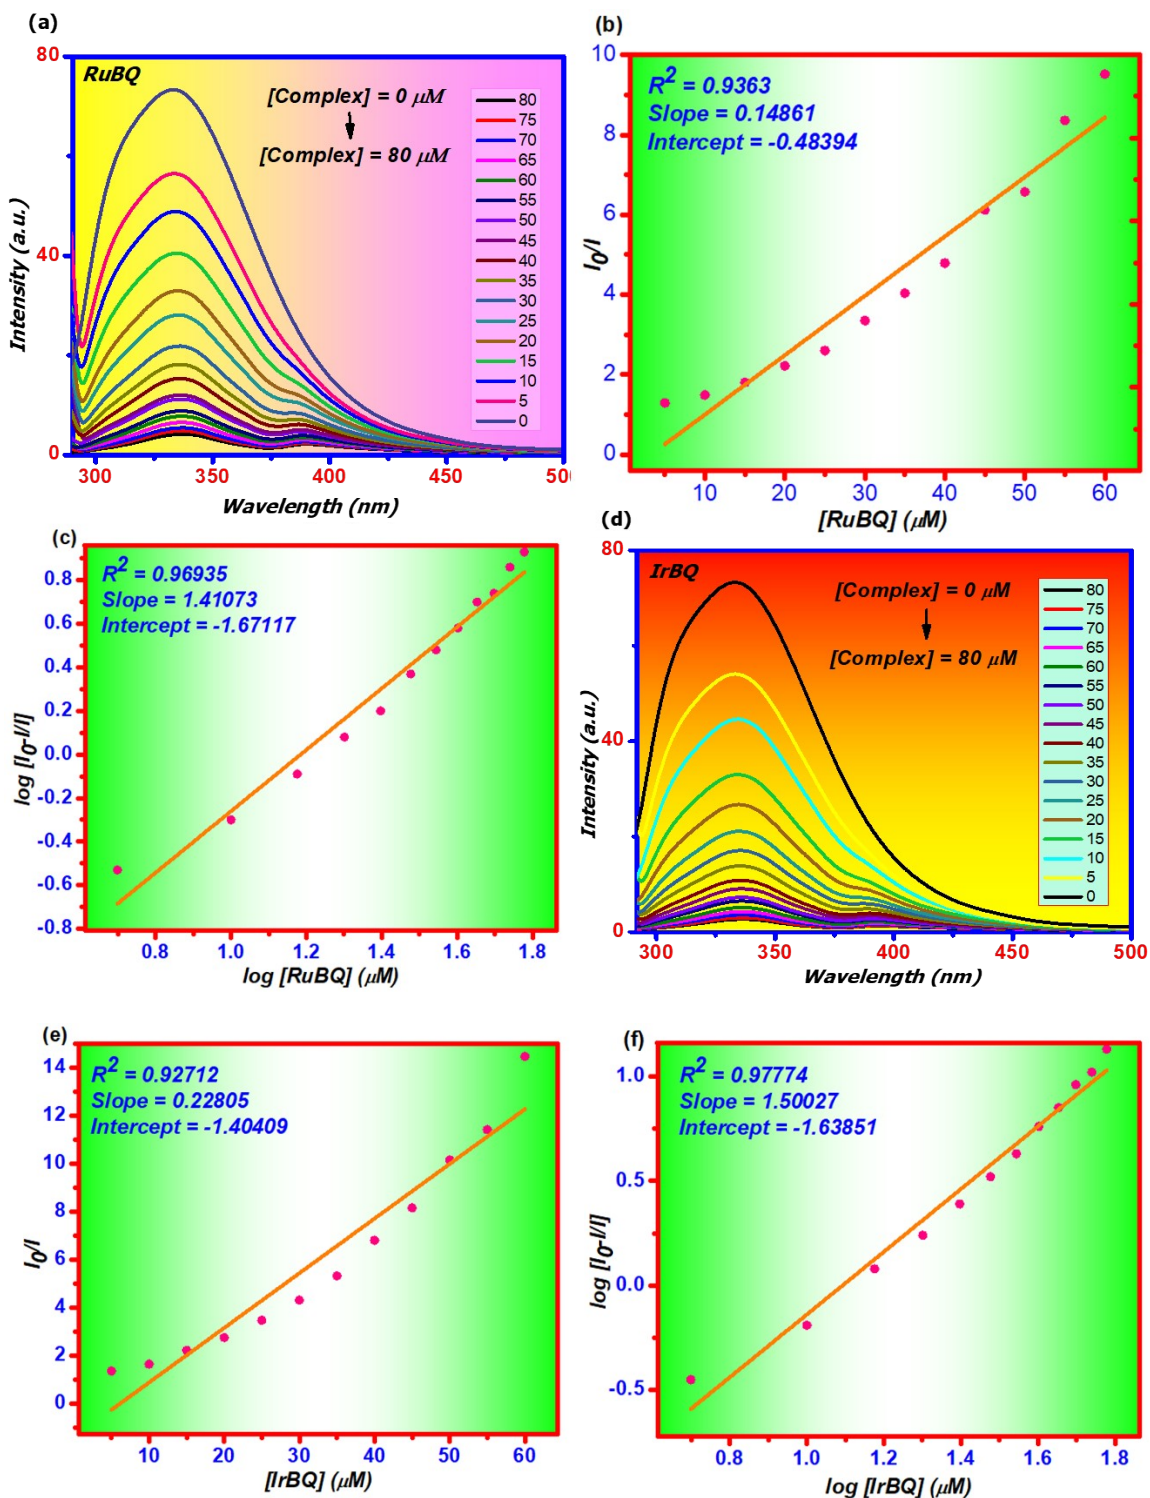 (a)
80
40
0
Intensity (a.u.)
RuBQ
[Complex] = 0 μM
[Complex] = 80 μM
80
75
70
65
60
55
50
45
40
35
30
25
20
15
10
5
0
300 350 400 450 500
Wavelength (nm)
(b)
10
8
6
4
2
0
I0/I
R2 = 0.9363
Slope = 0.14861
Intercept = -0.48394
10 20 30 40 50 60
[RuBQ] (μM)
(c)
0.8
0.6
0.4
0.2
0.0
-0.2
-0.4
-0.6
-0.8
log [I0-I/I]
R2 = 0.96935
Slope = 1.41073
Intercept = -1.67117
0.8 1.0 1.2 1.4 1.6 1.8
log [RuBQ] (μM)
(d)
80
40
0
Intensity (a.u.)
IrBQ
[Complex] = 0 μM
[Complex] = 80 μM
80
75
70
65
60
55
50
45
40
35
30
25
20
15
10
5
0
300 350 400 450 500
Wavelength (nm)
(e)
14
12
10
8
6
4
2
0
I0/I
R2 = 0.92712
Slope = 0.22805
Intercept = -1.40409
10 20 30 40 50 60
[IrBQ] (μM)
(f)
1.0
0.5
0.0
-0.5
log [I0-I/I]
R2 = 0.97774
Slope = 1.50027
Intercept = -1.63851
0.8 1.0 1.2 1.4 1.6 1.8
log [IrBQ] (μM)